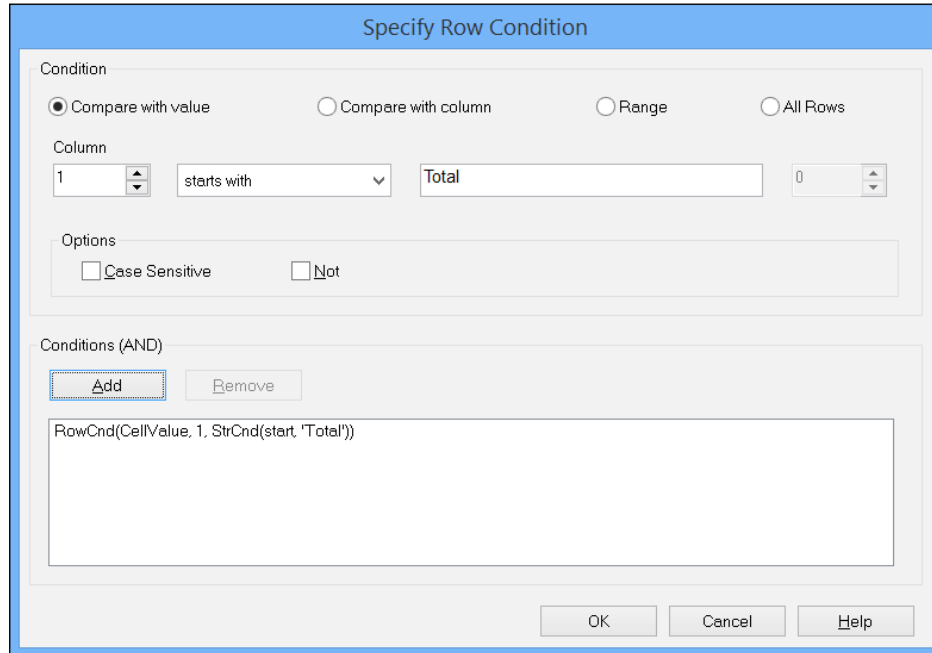 Specify Row Condition
Condition
Compare with value Compare with column Range All Rows
Column
1 starts with Total 0
Options
Case Sensitive Not
Conditions (AND)
Add Remove
RowCnd(CellValue, 1, StrCnd(start, 'Total'))
OK Cancel Help